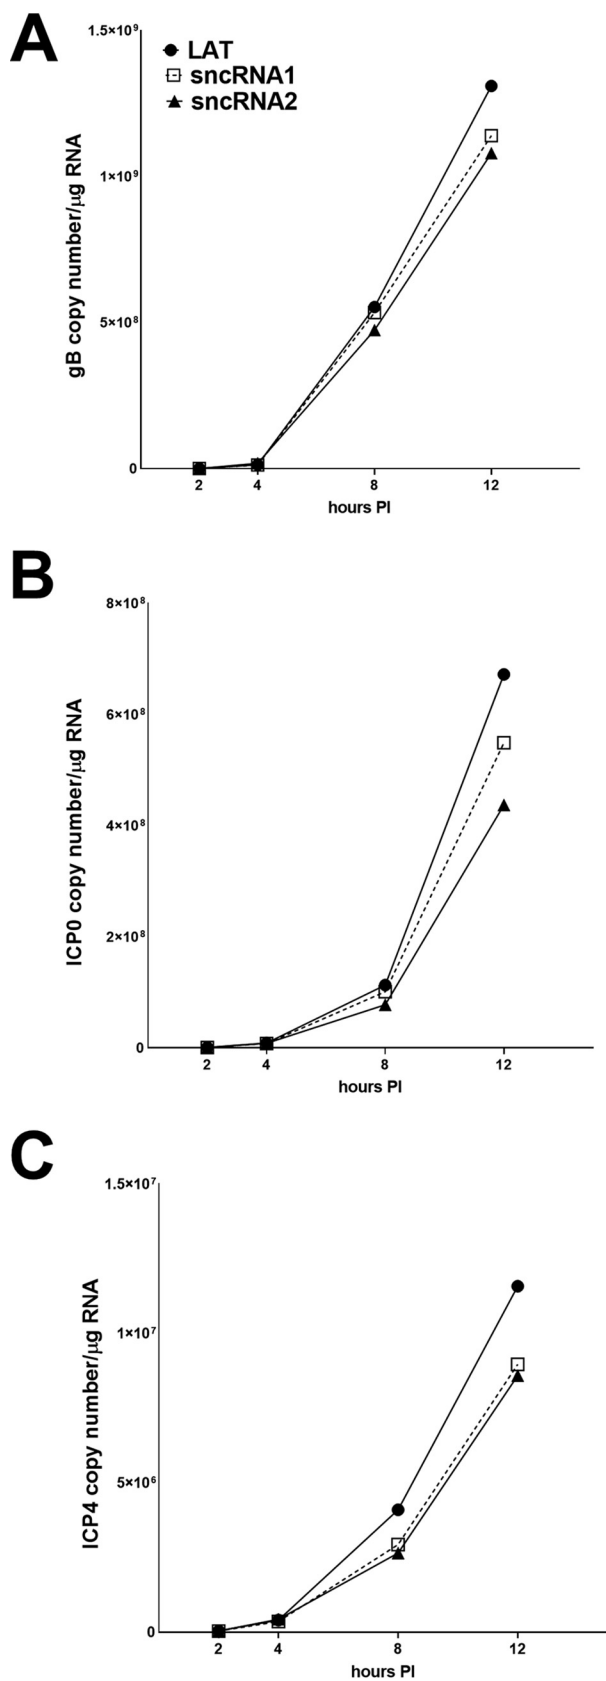 A
LAT
sncRNA1
sncRNA2
gB copy number/μg RNA
1.5×10⁹
1×10⁹
5×10⁸
0
2 4 8 12
hours PI
B
ICP0 copy number/μg RNA
8×10⁸
6×10⁸
4×10⁸
2×10⁸
0
2 4 8 12
hours PI
C
ICP4 copy number/μg RNA
1.5×10⁷
1×10⁷
5×10⁶
0
2 4 8 12
hours PI